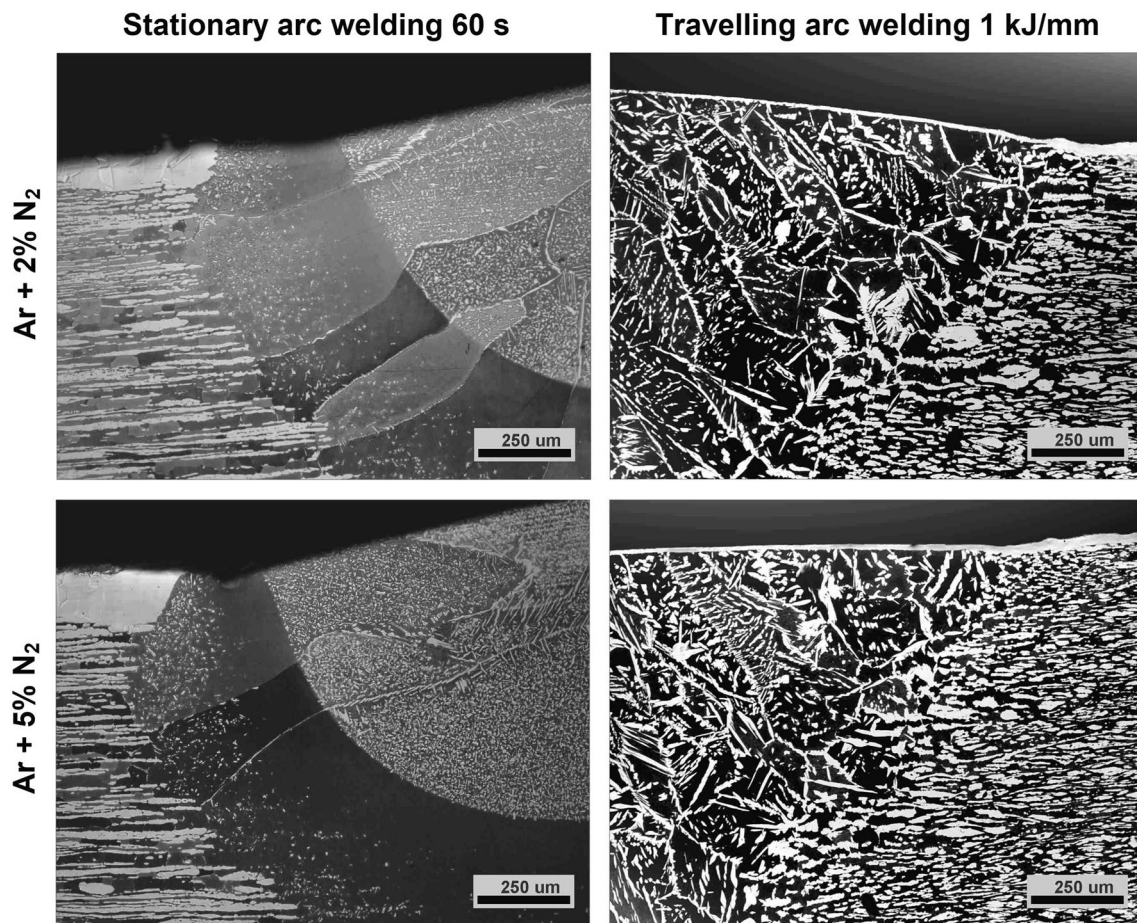 Stationary arc welding 60 s
Travelling arc welding 1 kJ/mm
Ar + 2% N₂
250 um
250 um
Ar + 5% N₂
250 um
250 um